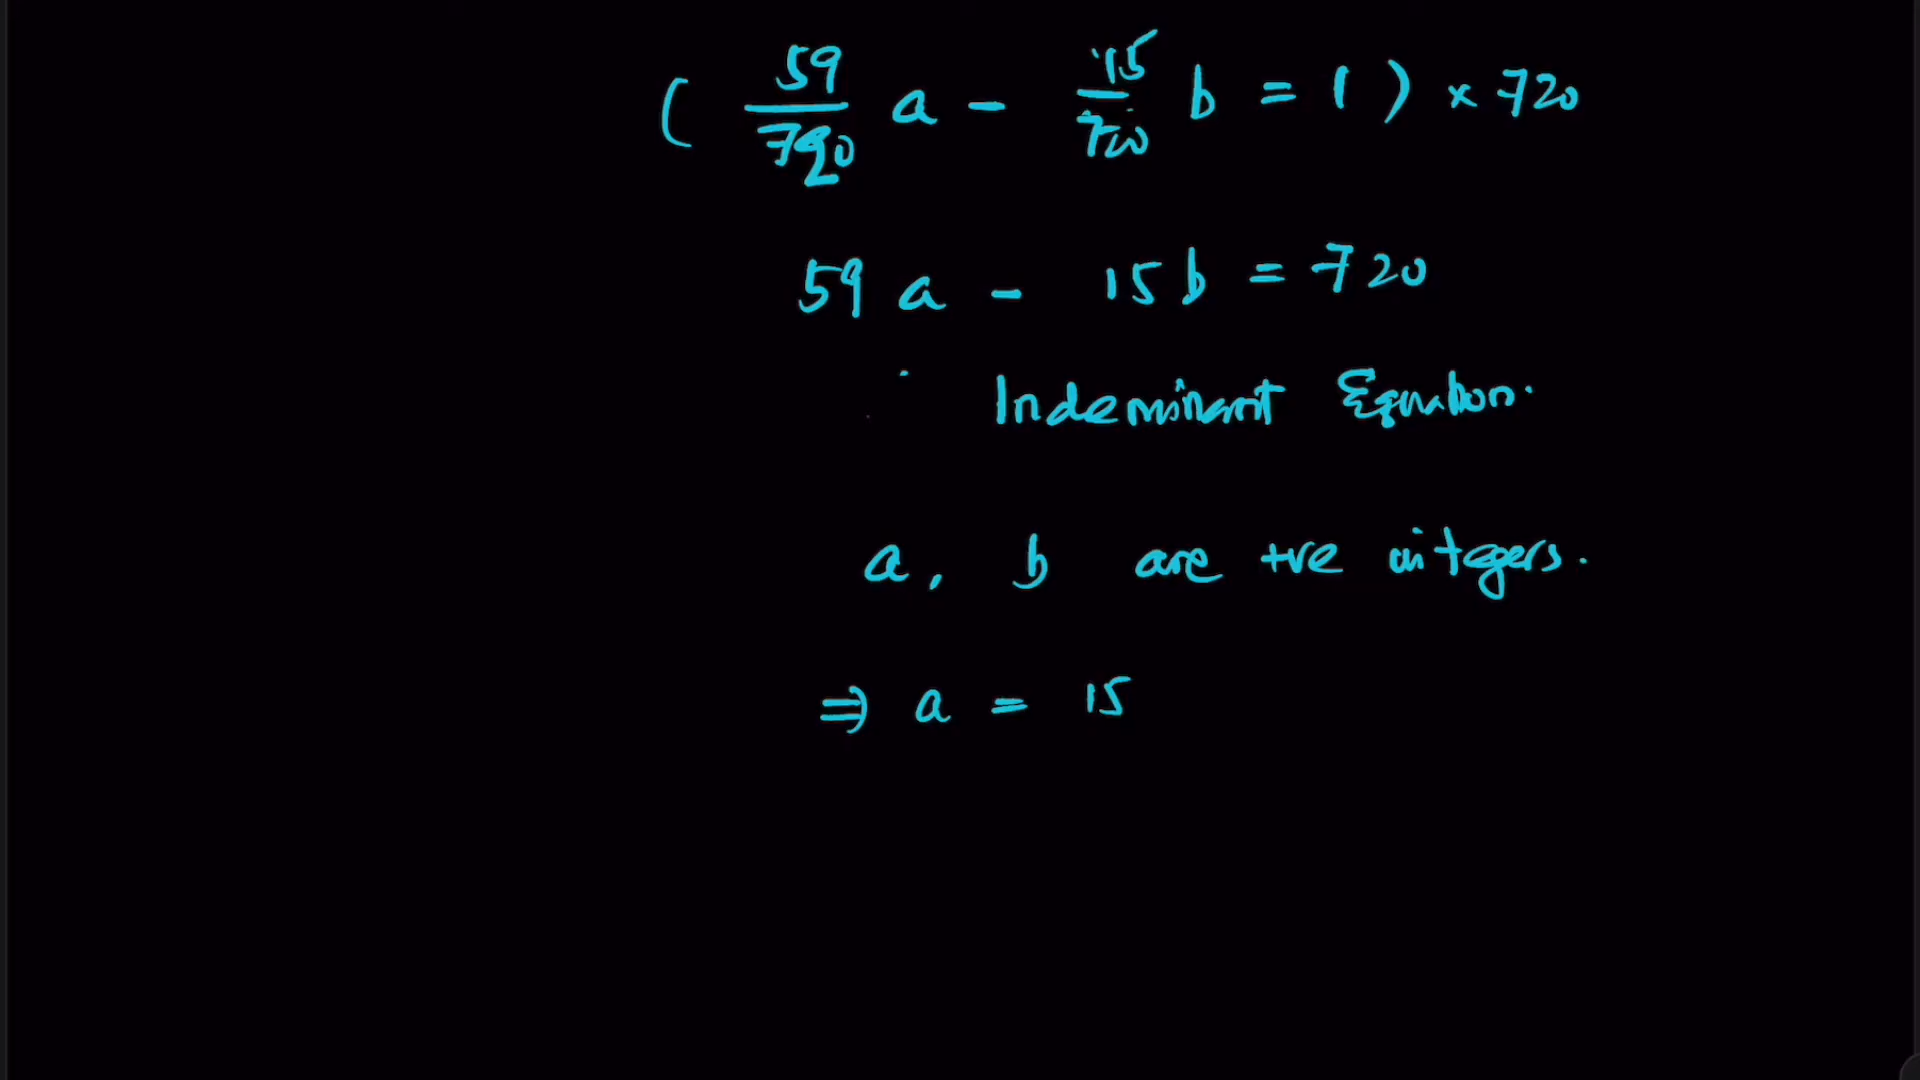 ( 59/720 a - 15/720 b = 1 ) × 720
59 a - 15 b = 720
Indeminant Equation.
a, b are +ve integers.
⇒ a = 15